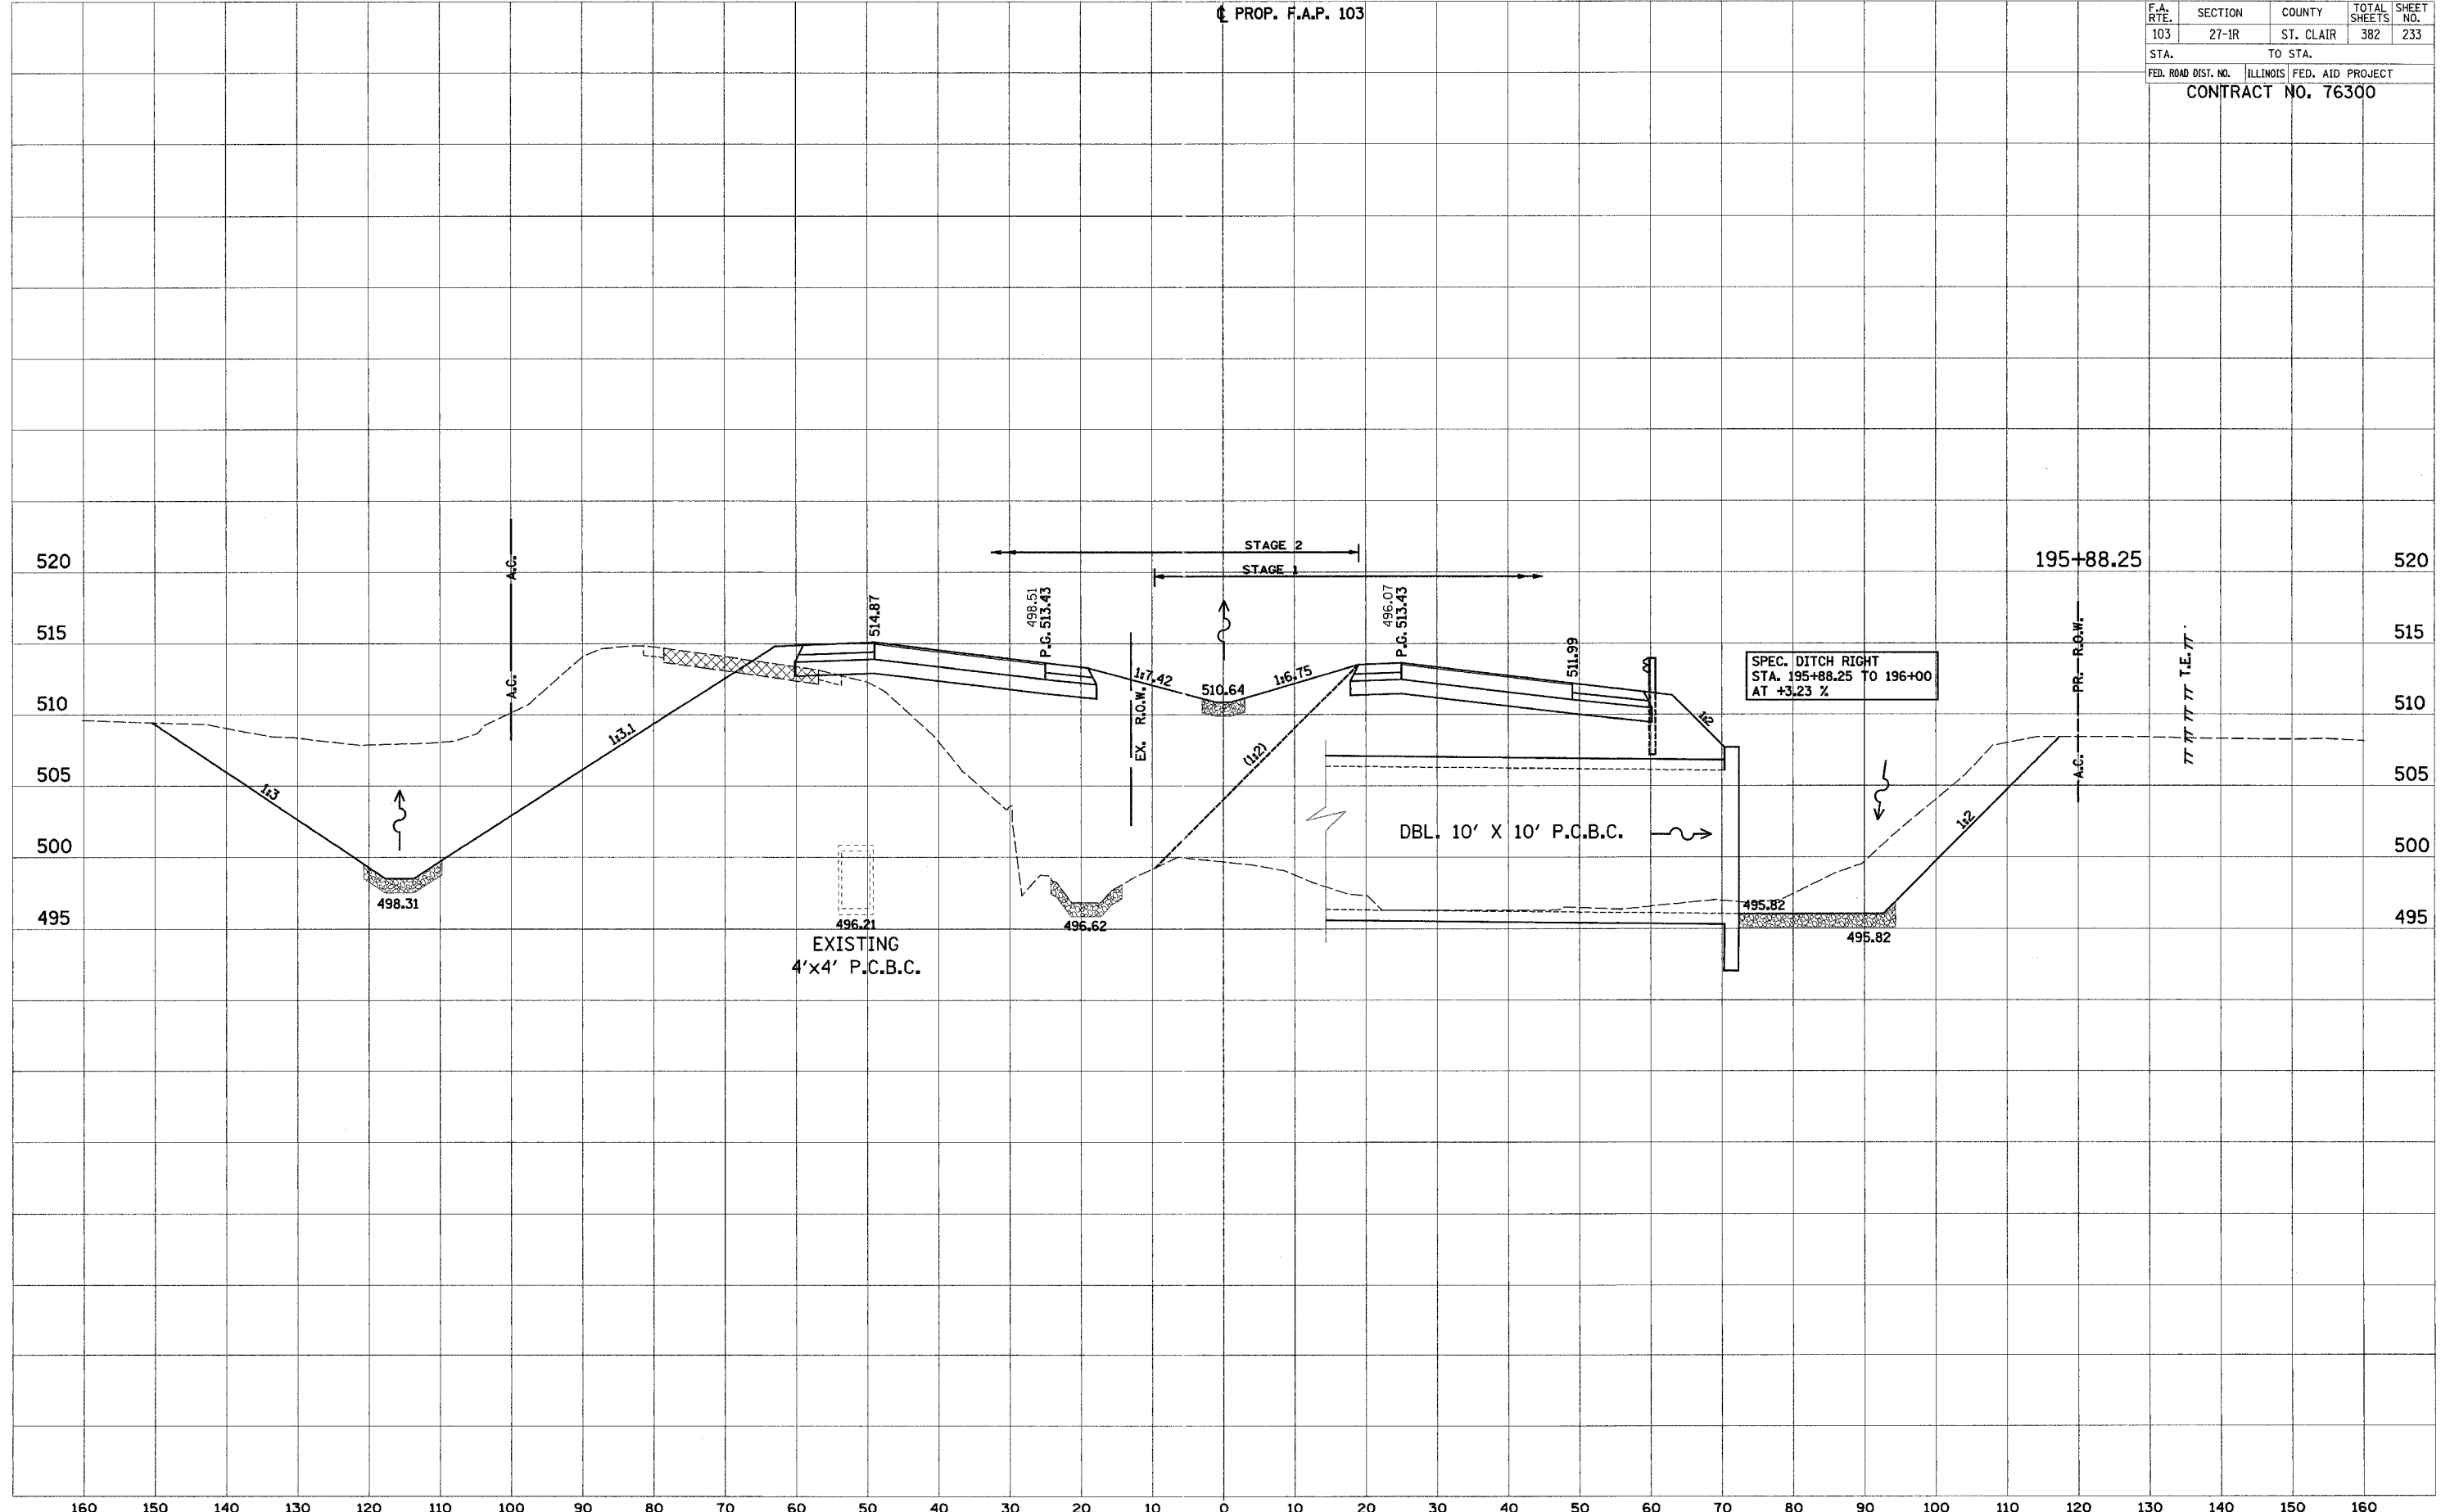 ℄ PROP. F.A.P. 103
F.A. RTE. SECTION COUNTY TOTAL SHEETS SHEET NO.
103 27-1R ST. CLAIR 382 233
STA. TO STA.
FED. ROAD DIST. NO. ILLINOIS FED. AID PROJECT
CONTRACT NO. 76300
STAGE 2
STAGE 1
195+88.25
520 520
515 515
510 510
505 505
500 500
495 495
A.C.
A.C.
514.87
498.51
P.G. 513.43
496.07
P.G. 513.43
511.99
EX. R.O.W.
1:7.42
510.64
1:6.75
(1:2)
1:3.1
1:3
1:2
SPEC. DITCH RIGHT
STA. 195+88.25 TO 196+00
AT +3.23 %
A.C. PR. R.O.W.
T.E.
DBL. 10' X 10' P.C.B.C.
1:2
498.31
496.21
EXISTING
4'x4' P.C.B.C.
496.62
495.82
495.82
160 150 140 130 120 110 100 90 80 70 60 50 40 30 20 10 0 10 20 30 40 50 60 70 80 90 100 110 120 130 140 150 160